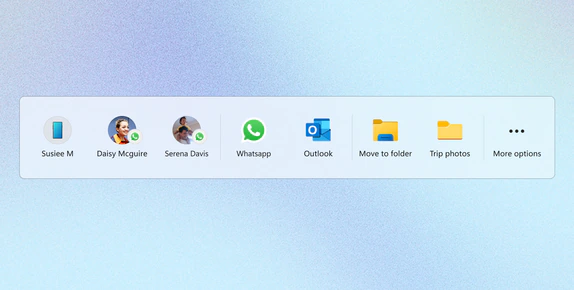 Susiee M
Daisy Mcguire
Serena Davis
Whatsapp
Outlook
Move to folder
Trip photos
More options